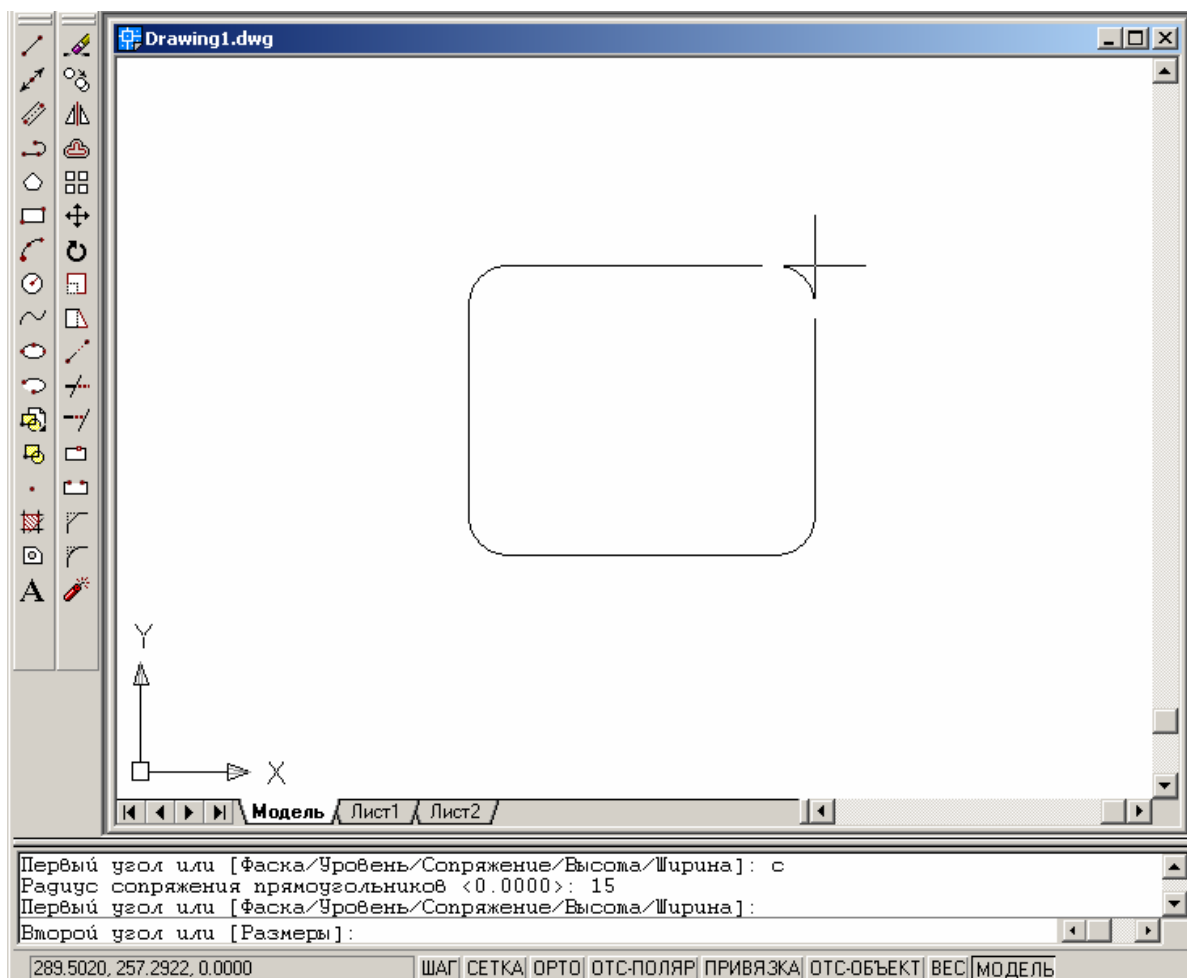 Drawing1.dwg
Y
X
Модель Лист1 Лист2
Первый угол или [Фаска/Уровень/Сопряжение/Высота/Ширина]: с
Радиус сопряжения прямоугольников <0.0000>: 15
Первый угол или [Фаска/Уровень/Сопряжение/Высота/Ширина]:
Второй угол или [Размеры]:
289.5020, 257.2922, 0.0000 ШАГ СЕТКА ОРТО ОТС-ПОЛЯР ПРИВЯЗКА ОТС-ОБЪЕКТ ВЕС МОДЕЛЬ